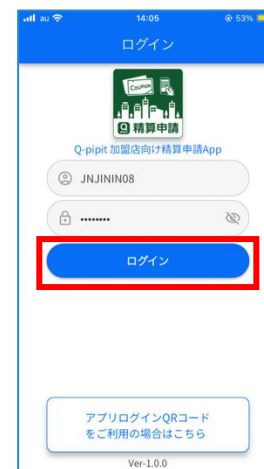 au 14:05 53%
ログイン
Coupon
Q 精算申請
Q-pipit 加盟店向け精算申請App
JNJININ08
••••••••
ログイン
アプリログインQRコード
をご利用の場合はこちら
Ver-1.0.0